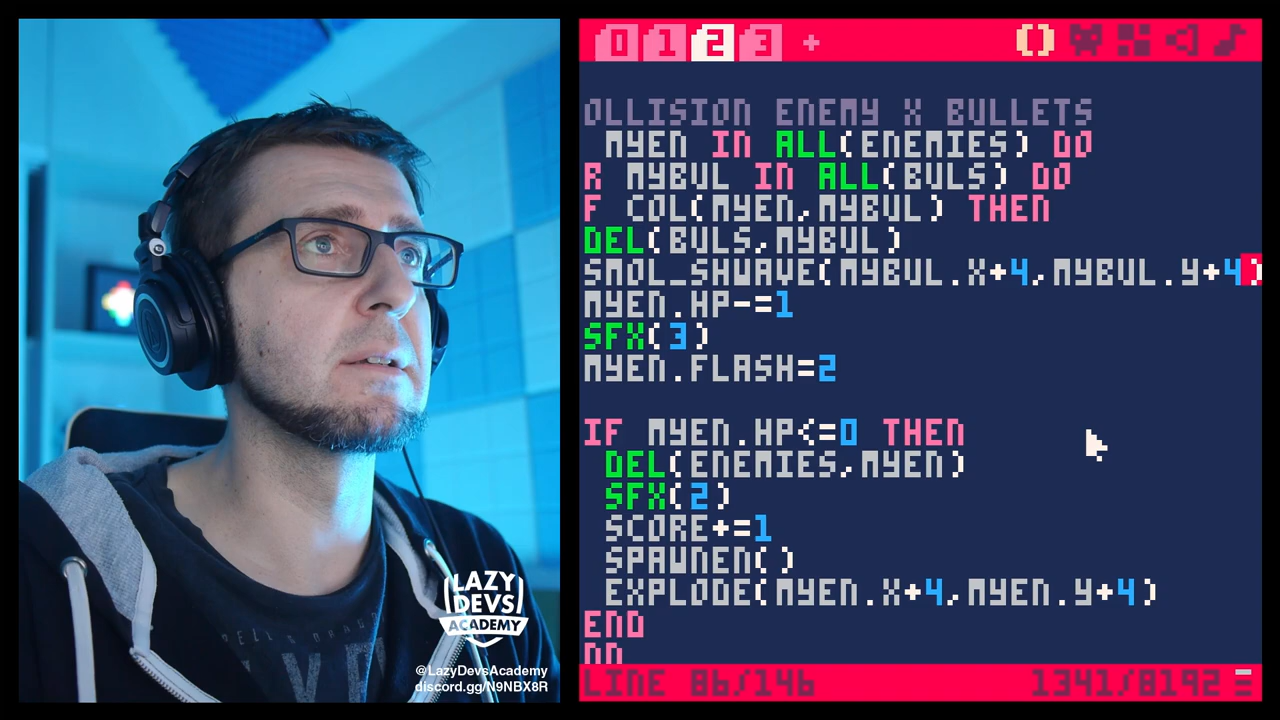 0 1 2 3 +
OLLISION ENEMY X BULLETS
MYEN IN ALL(ENEMIES) DO
R MYBUL IN ALL(BULS) DO
F COL(MYEN,MYBUL) THEN
DEL(BULS,MYBUL)
SMOL_SHWAVE(MYBUL.X+4,MYBUL.Y+4)
MYEN.HP-=1
SFX(3)
MYEN.FLASH=2
IF MYEN.HP<=0 THEN
DEL(ENEMIES,MYEN)
SFX(2)
SCORE+=1
SPAWNEN()
EXPLODE(MYEN.X+4,MYEN.Y+4)
END
LINE 86/146
1341/8192
LAZY
DEVS
ACADEMY
@LazyDevsAcademy
discord.gg/N9NBX8R